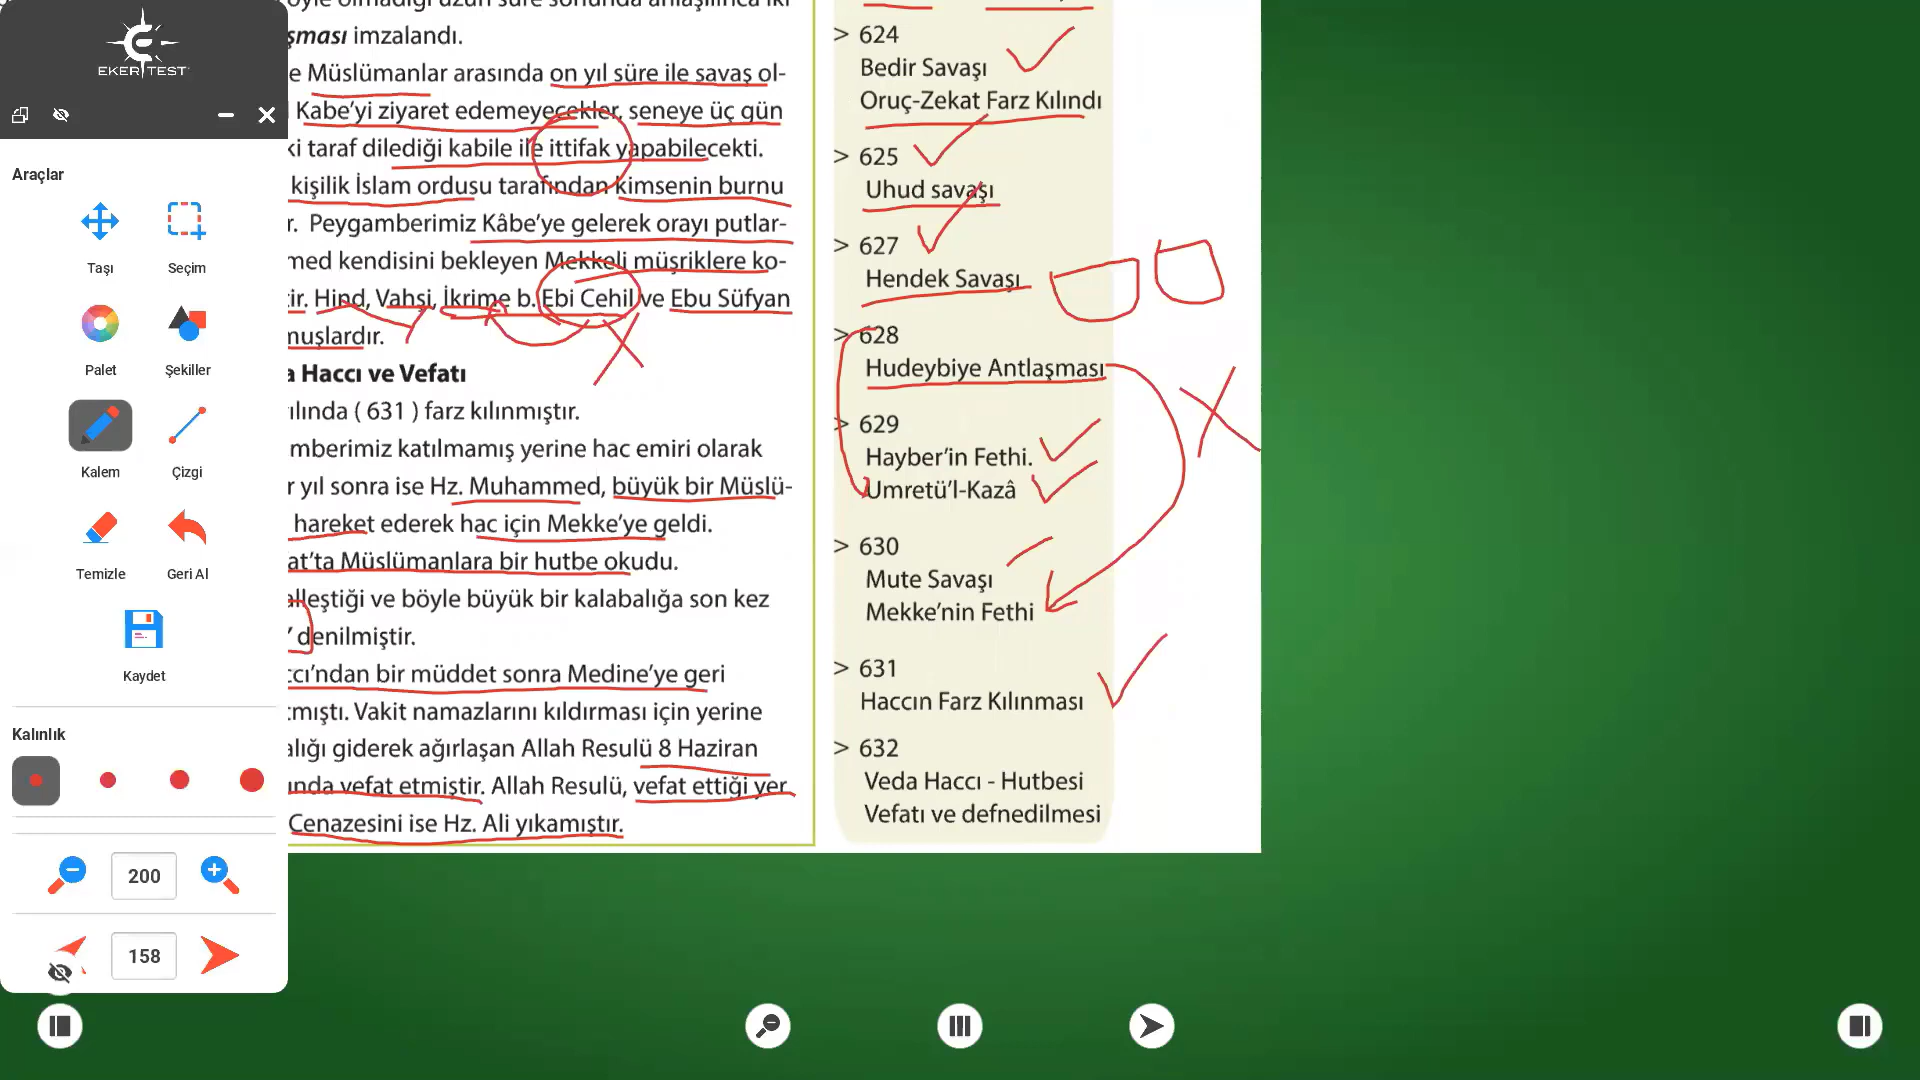 EKER TEST
Araçlar
Taşı
Seçim
Palet
Şekiller
Kalem
Çizgi
Temizle
Geri Al
Kaydet
Kalınlık
200
158
şması imzalandı.
e Müslümanlar arasında on yıl süre ile savaş ol-
Kabe’yi ziyaret edemeyecekler, seneye üç gün
ki taraf dilediği kabile ile ittifak yapabilecekti.
kişilik İslam ordusu tarafından kimsenin burnu
r. Peygamberimiz Kâbe’ye gelerek orayı putlar-
med kendisini bekleyen Mekkeli müşriklere ko-
tir. Hind, Vahşi, İkrime b. Ebi Cehil ve Ebu Süfyan
muşlardır.
a Haccı ve Vefatı
ılında ( 631 ) farz kılınmıştır.
mberimiz katılmamış yerine hac emiri olarak
r yıl sonra ise Hz. Muhammed, büyük bir Müslü-
hareket ederek hac için Mekke’ye geldi.
at’ta Müslümanlara bir hutbe okudu.
alleştiği ve böyle büyük bir kalabalığa son kez
” denilmiştir.
ccı’ndan bir müddet sonra Medine’ye geri
tmıştı. Vakit namazlarını kıldırması için yerine
alığı giderek ağırlaşan Allah Resulü 8 Haziran
ında vefat etmiştir. Allah Resulü, vefat ettiği yer
Cenazesini ise Hz. Ali yıkamıştır.
> 624
Bedir Savaşı
Oruç-Zekat Farz Kılındı
> 625
Uhud savaşı
> 627
Hendek Savaşı
> 628
Hudeybiye Antlaşması
> 629
Hayber’in Fethi.
Umretü’l-Kazâ
> 630
Mute Savaşı
Mekke’nin Fethi
> 631
Haccın Farz Kılınması
> 632
Veda Haccı - Hutbesi
Vefatı ve defnedilmesi